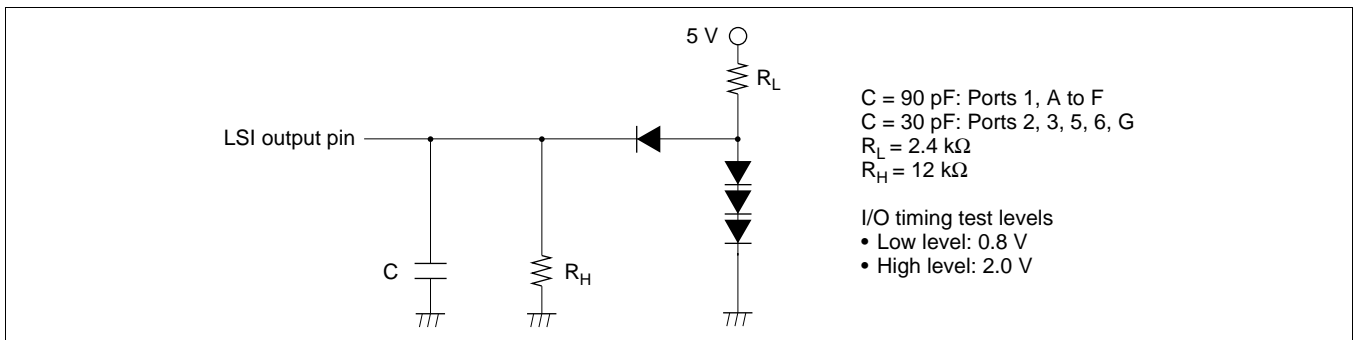 5 V
R_L
LSI output pin
C
R_H
C = 90 pF: Ports 1, A to F
C = 30 pF: Ports 2, 3, 5, 6, G
R_L = 2.4 kΩ
R_H = 12 kΩ
I/O timing test levels
• Low level: 0.8 V
• High level: 2.0 V